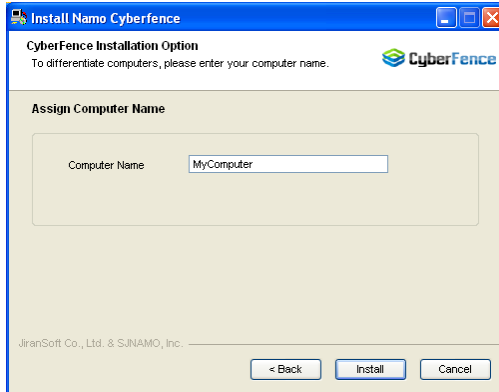 Install Namo Cyberfence
CyberFence Installation Option
To differentiate computers, please enter your computer name.
CyberFence
Assign Computer Name
Computer Name
MyComputer
JiranSoft Co., Ltd. & SJNAMO, Inc.
< Back
Install
Cancel